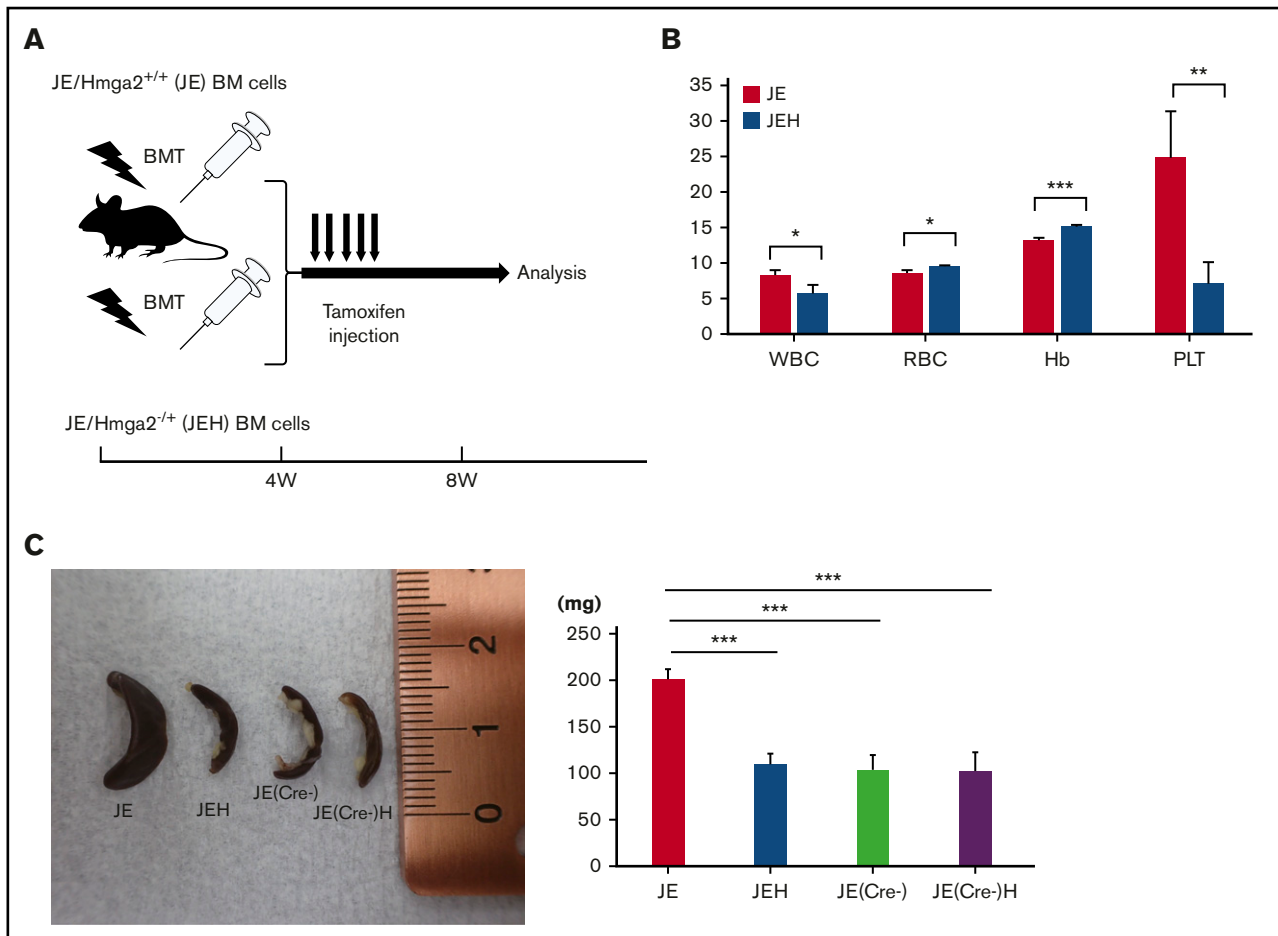 A
JE/Hmga2+/+ (JE) BM cells
BMT
BMT
Tamoxifen
injection
Analysis
JE/Hmga2-/+ (JEH) BM cells
4W
8W
B
35
30
25
20
15
10
5
0
JE
JEH
*
*
***
**
WBC
RBC
Hb
PLT
C
JE
JEH
JE(Cre-)
JE(Cre-)H
2
1
0
(mg)
250
200
150
100
50
0
***
***
***
JE
JEH
JE(Cre-)
JE(Cre-)H